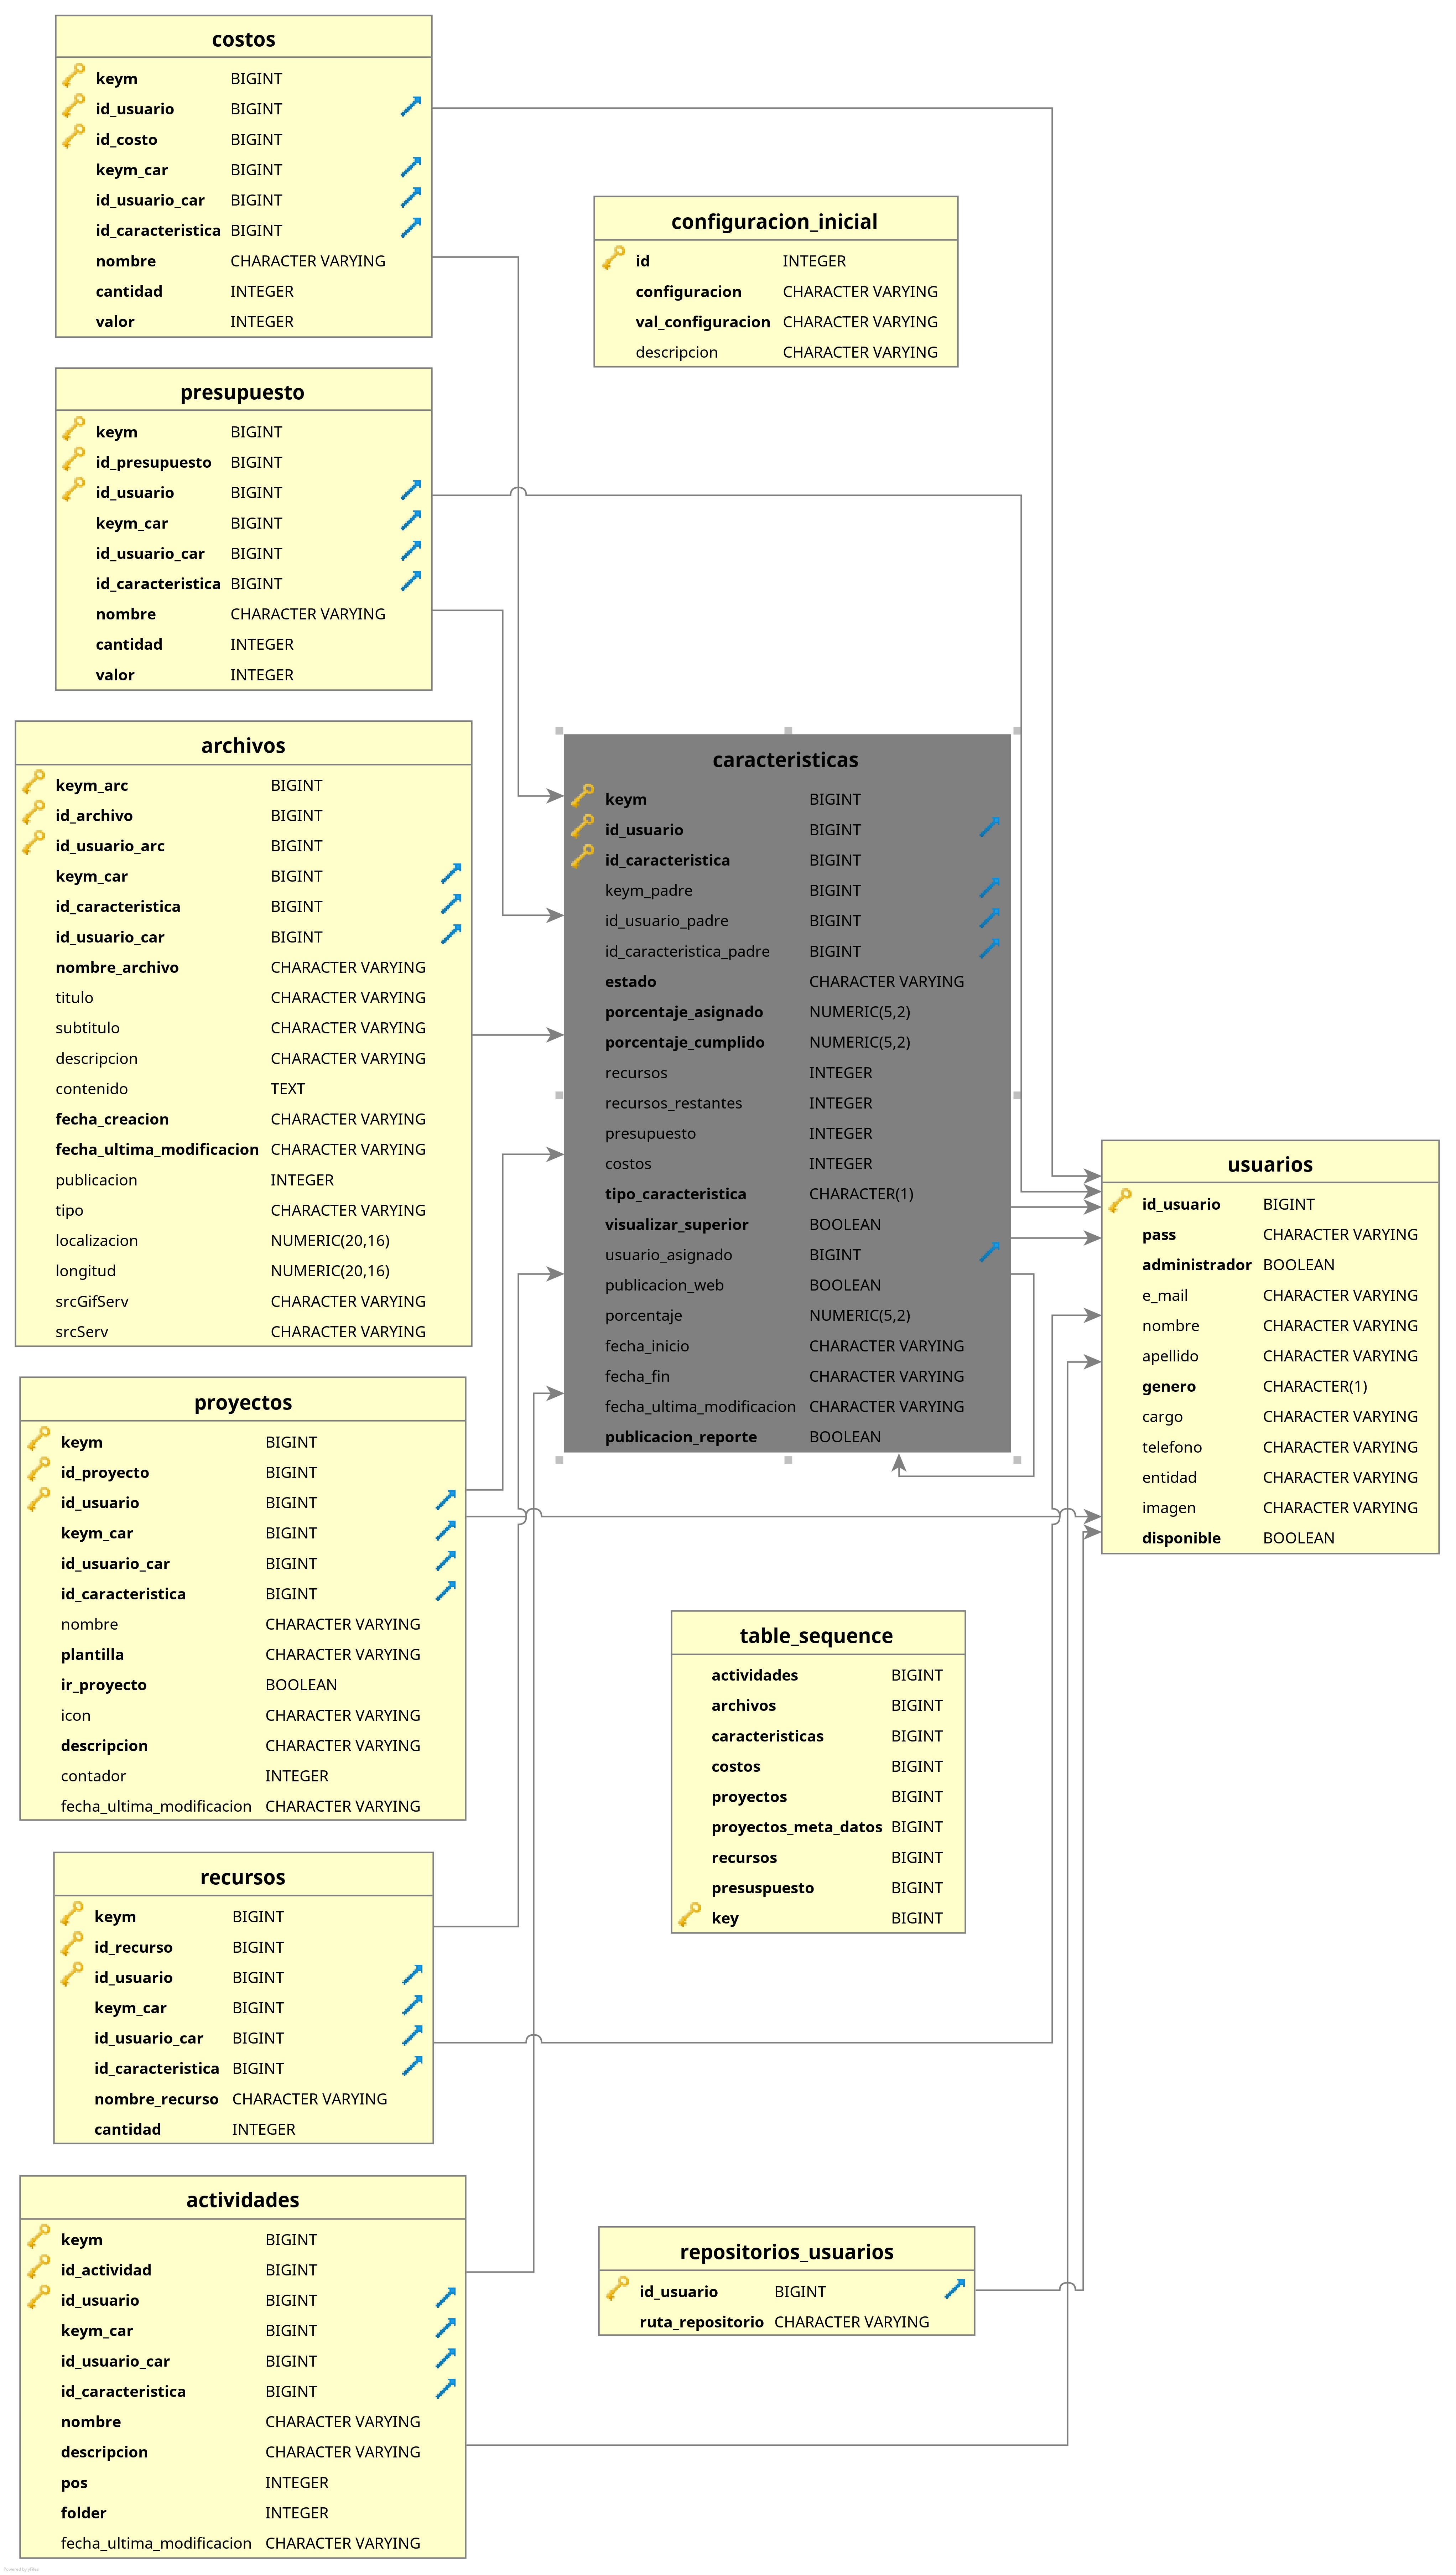 costos
keym BIGINT
id_usuario BIGINT
id_costo BIGINT
keym_car BIGINT
id_usuario_car BIGINT
id_caracteristica BIGINT
nombre CHARACTER VARYING
cantidad INTEGER
valor INTEGER
configuracion_inicial
id INTEGER
configuracion CHARACTER VARYING
val_configuracion CHARACTER VARYING
descripcion CHARACTER VARYING
presupuesto
keym BIGINT
id_presupuesto BIGINT
id_usuario BIGINT
keym_car BIGINT
id_usuario_car BIGINT
id_caracteristica BIGINT
nombre CHARACTER VARYING
cantidad INTEGER
valor INTEGER
archivos
keym_arc BIGINT
id_archivo BIGINT
id_usuario_arc BIGINT
keym_car BIGINT
id_caracteristica BIGINT
id_usuario_car BIGINT
nombre_archivo CHARACTER VARYING
titulo CHARACTER VARYING
subtitulo CHARACTER VARYING
descripcion CHARACTER VARYING
contenido TEXT
fecha_creacion CHARACTER VARYING
fecha_ultima_modificacion CHARACTER VARYING
publicacion INTEGER
tipo CHARACTER VARYING
localizacion NUMERIC(20,16)
longitud NUMERIC(20,16)
srcGifServ CHARACTER VARYING
srcServ CHARACTER VARYING
caracteristicas
keym BIGINT
id_usuario BIGINT
id_caracteristica BIGINT
keym_padre BIGINT
id_usuario_padre BIGINT
id_caracteristica_padre BIGINT
estado CHARACTER VARYING
porcentaje_asignado NUMERIC(5,2)
porcentaje_cumplido NUMERIC(5,2)
recursos INTEGER
recursos_restantes INTEGER
presupuesto INTEGER
costos INTEGER
tipo_caracteristica CHARACTER(1)
visualizar_superior BOOLEAN
usuario_asignado BIGINT
publicacion_web BOOLEAN
porcentaje NUMERIC(5,2)
fecha_inicio CHARACTER VARYING
fecha_fin CHARACTER VARYING
fecha_ultima_modificacion CHARACTER VARYING
publicacion_reporte BOOLEAN
usuarios
id_usuario BIGINT
pass CHARACTER VARYING
administrador BOOLEAN
e_mail CHARACTER VARYING
nombre CHARACTER VARYING
apellido CHARACTER VARYING
genero CHARACTER(1)
cargo CHARACTER VARYING
telefono CHARACTER VARYING
entidad CHARACTER VARYING
imagen CHARACTER VARYING
disponible BOOLEAN
proyectos
keym BIGINT
id_proyecto BIGINT
id_usuario BIGINT
keym_car BIGINT
id_usuario_car BIGINT
id_caracteristica BIGINT
nombre CHARACTER VARYING
plantilla CHARACTER VARYING
ir_proyecto BOOLEAN
icon CHARACTER VARYING
descripcion CHARACTER VARYING
contador INTEGER
fecha_ultima_modificacion CHARACTER VARYING
table_sequence
actividades BIGINT
archivos BIGINT
caracteristicas BIGINT
costos BIGINT
proyectos BIGINT
proyectos_meta_datos BIGINT
recursos BIGINT
presuspuesto BIGINT
key BIGINT
recursos
keym BIGINT
id_recurso BIGINT
id_usuario BIGINT
keym_car BIGINT
id_usuario_car BIGINT
id_caracteristica BIGINT
nombre_recurso CHARACTER VARYING
cantidad INTEGER
actividades
keym BIGINT
id_actividad BIGINT
id_usuario BIGINT
keym_car BIGINT
id_usuario_car BIGINT
id_caracteristica BIGINT
nombre CHARACTER VARYING
descripcion CHARACTER VARYING
pos INTEGER
folder INTEGER
fecha_ultima_modificacion CHARACTER VARYING
repositorios_usuarios
id_usuario BIGINT
ruta_repositorio CHARACTER VARYING
Powered by yFiles